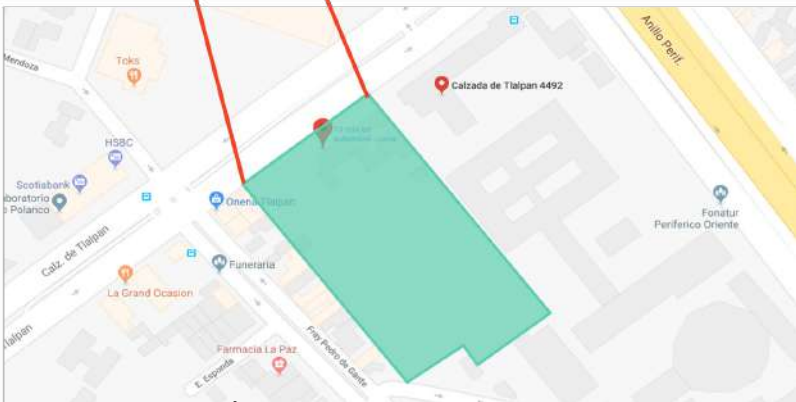 Anillo Perif.
Mendoza
Toks
Calzada de Tlalpan 4492
HSBC
Scotiabank
Polanco
Onena Tlalpan
Fonatur
Periferico Oriente
Calz. de Tlalpan
Funeraria
La Grand Ocasion
Tlalpan
Fray Pedro de Gante
Farmacia La Paz
E. Esponda